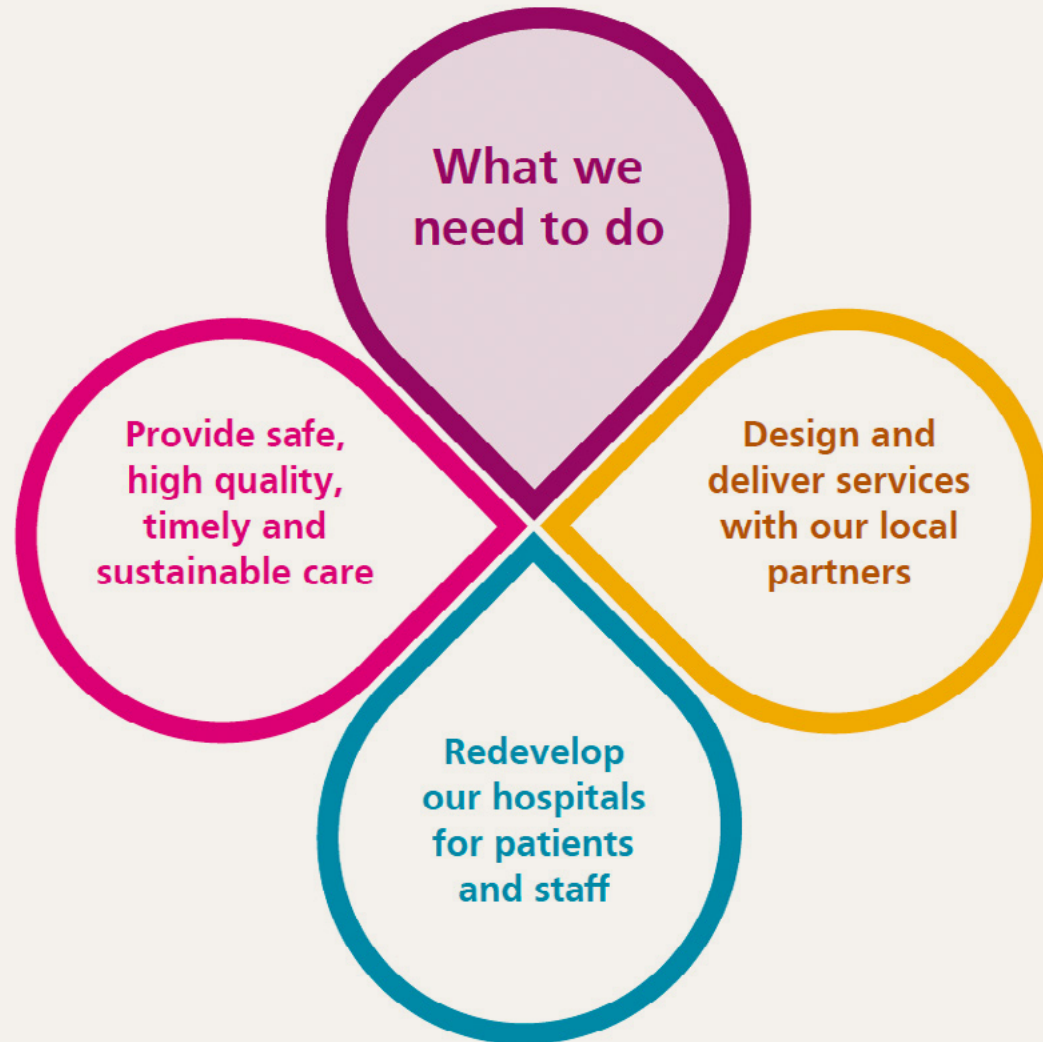 What we
need to do
Provide safe,
high quality,
timely and
sustainable care
Design and
deliver services
with our local
partners
Redevelop
our hospitals
for patients
and staff